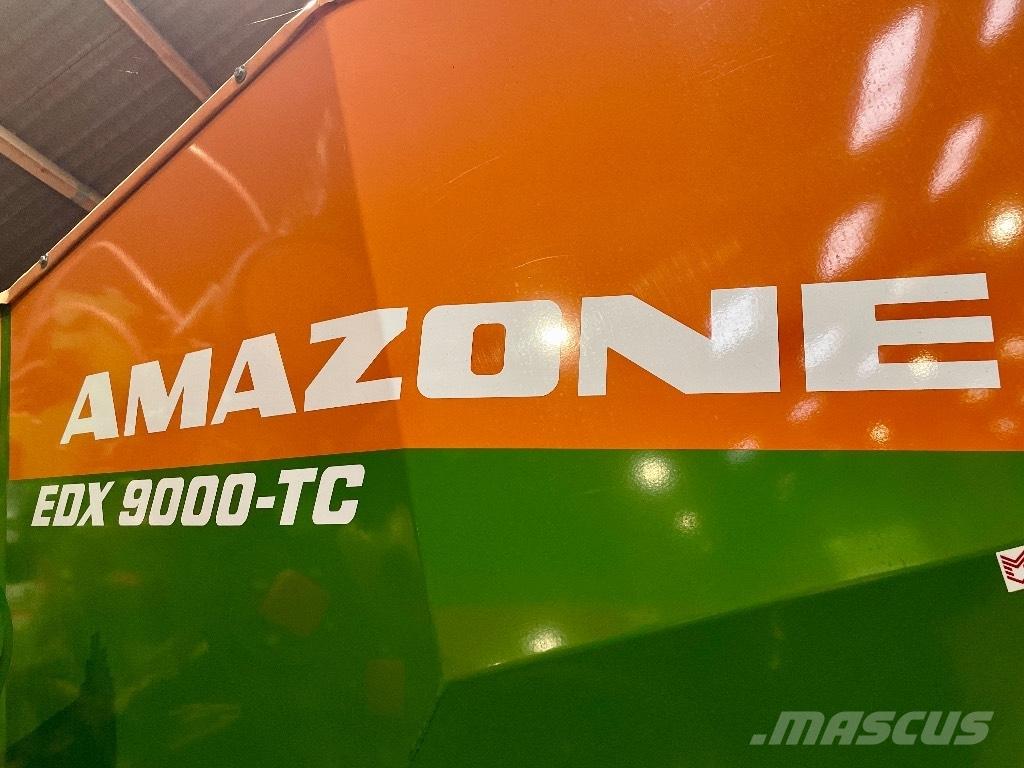 AMAZONE
EDX 9000-TC
.MASCUS